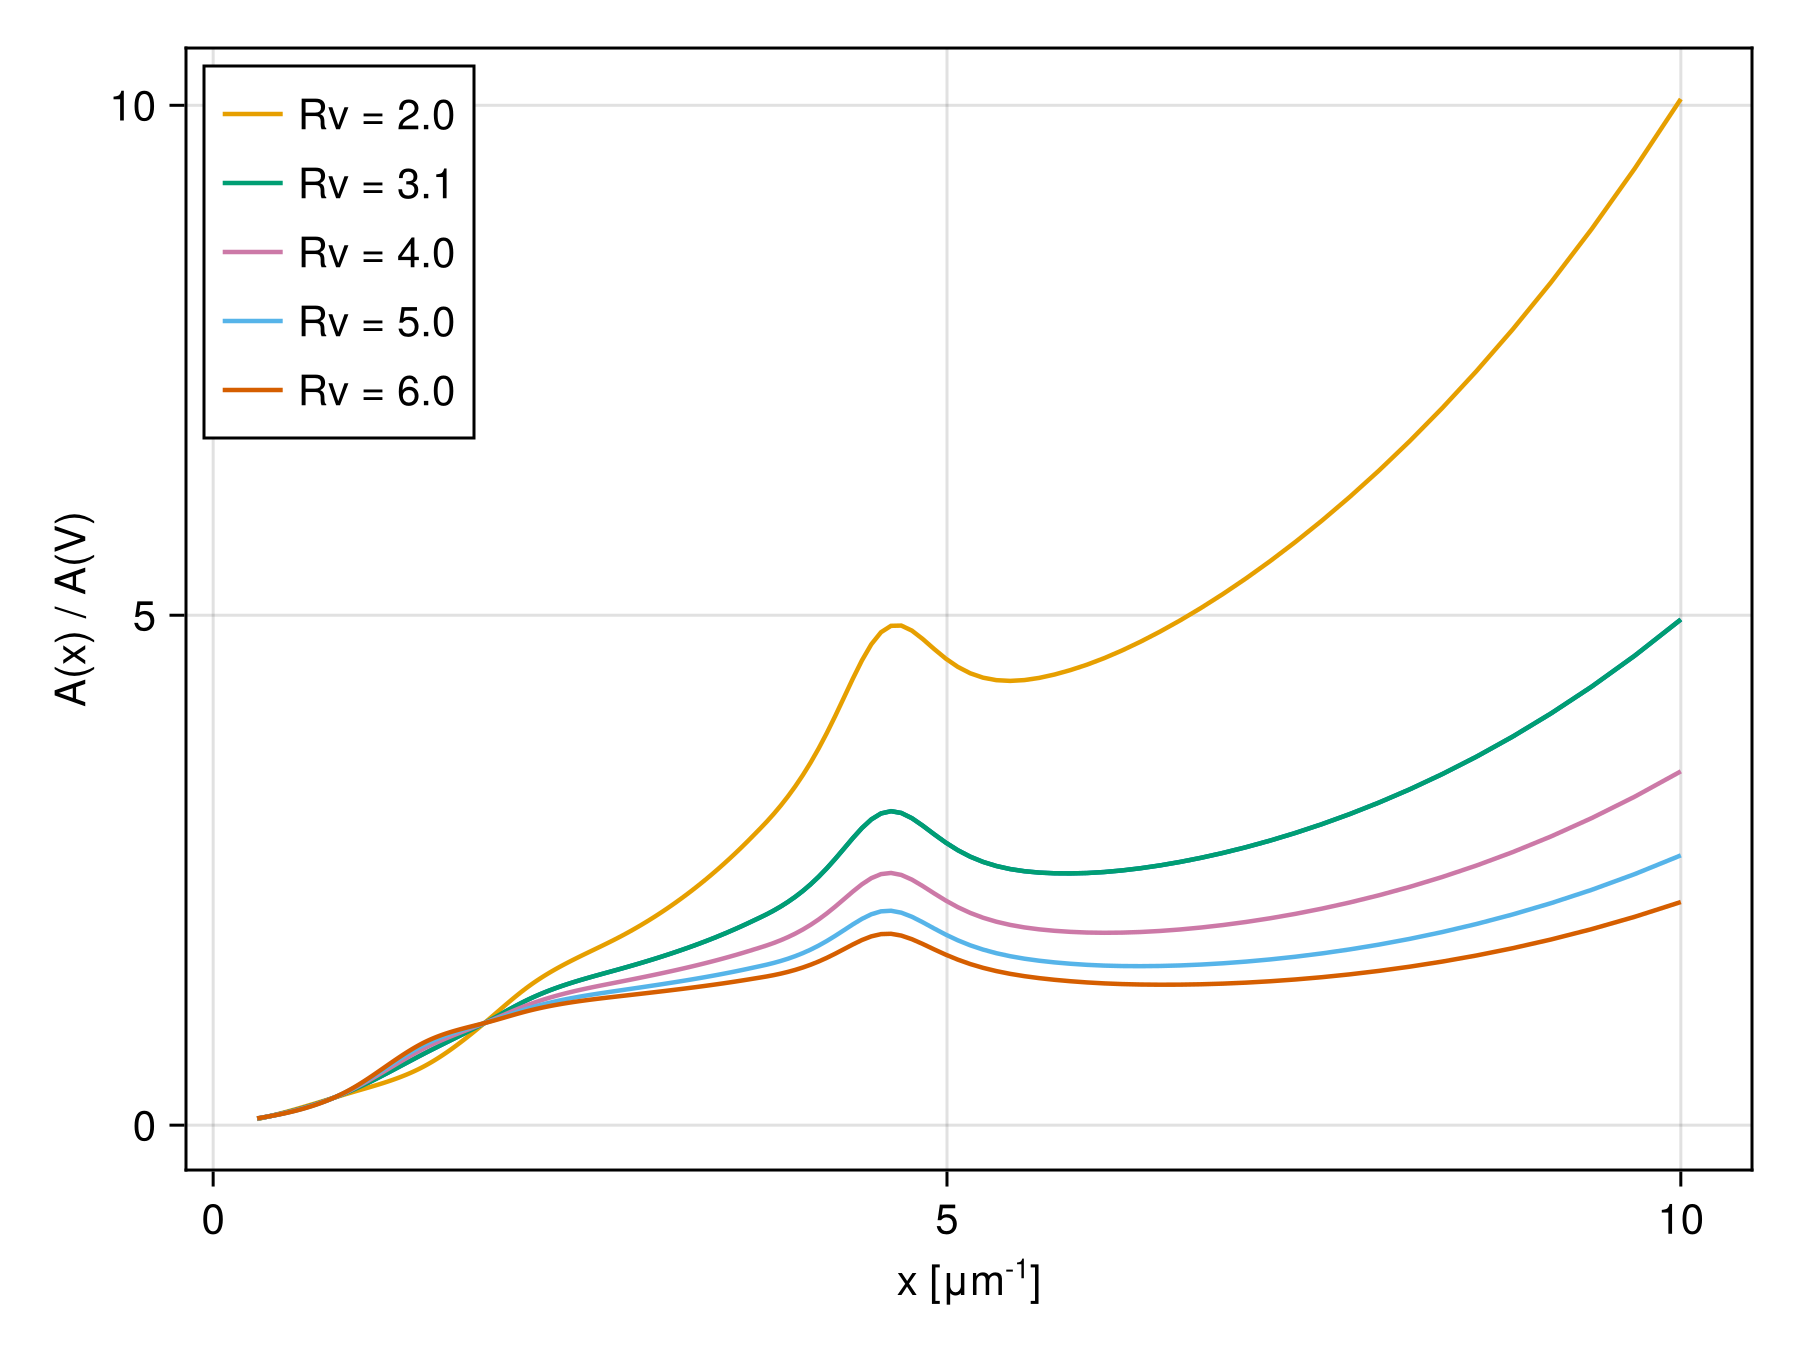 Rv = 2.0
Rv = 3.1
Rv = 4.0
Rv = 5.0
Rv = 6.0
10
5
0
A(x) / A(V)
0 5 10
x [µm⁻¹]